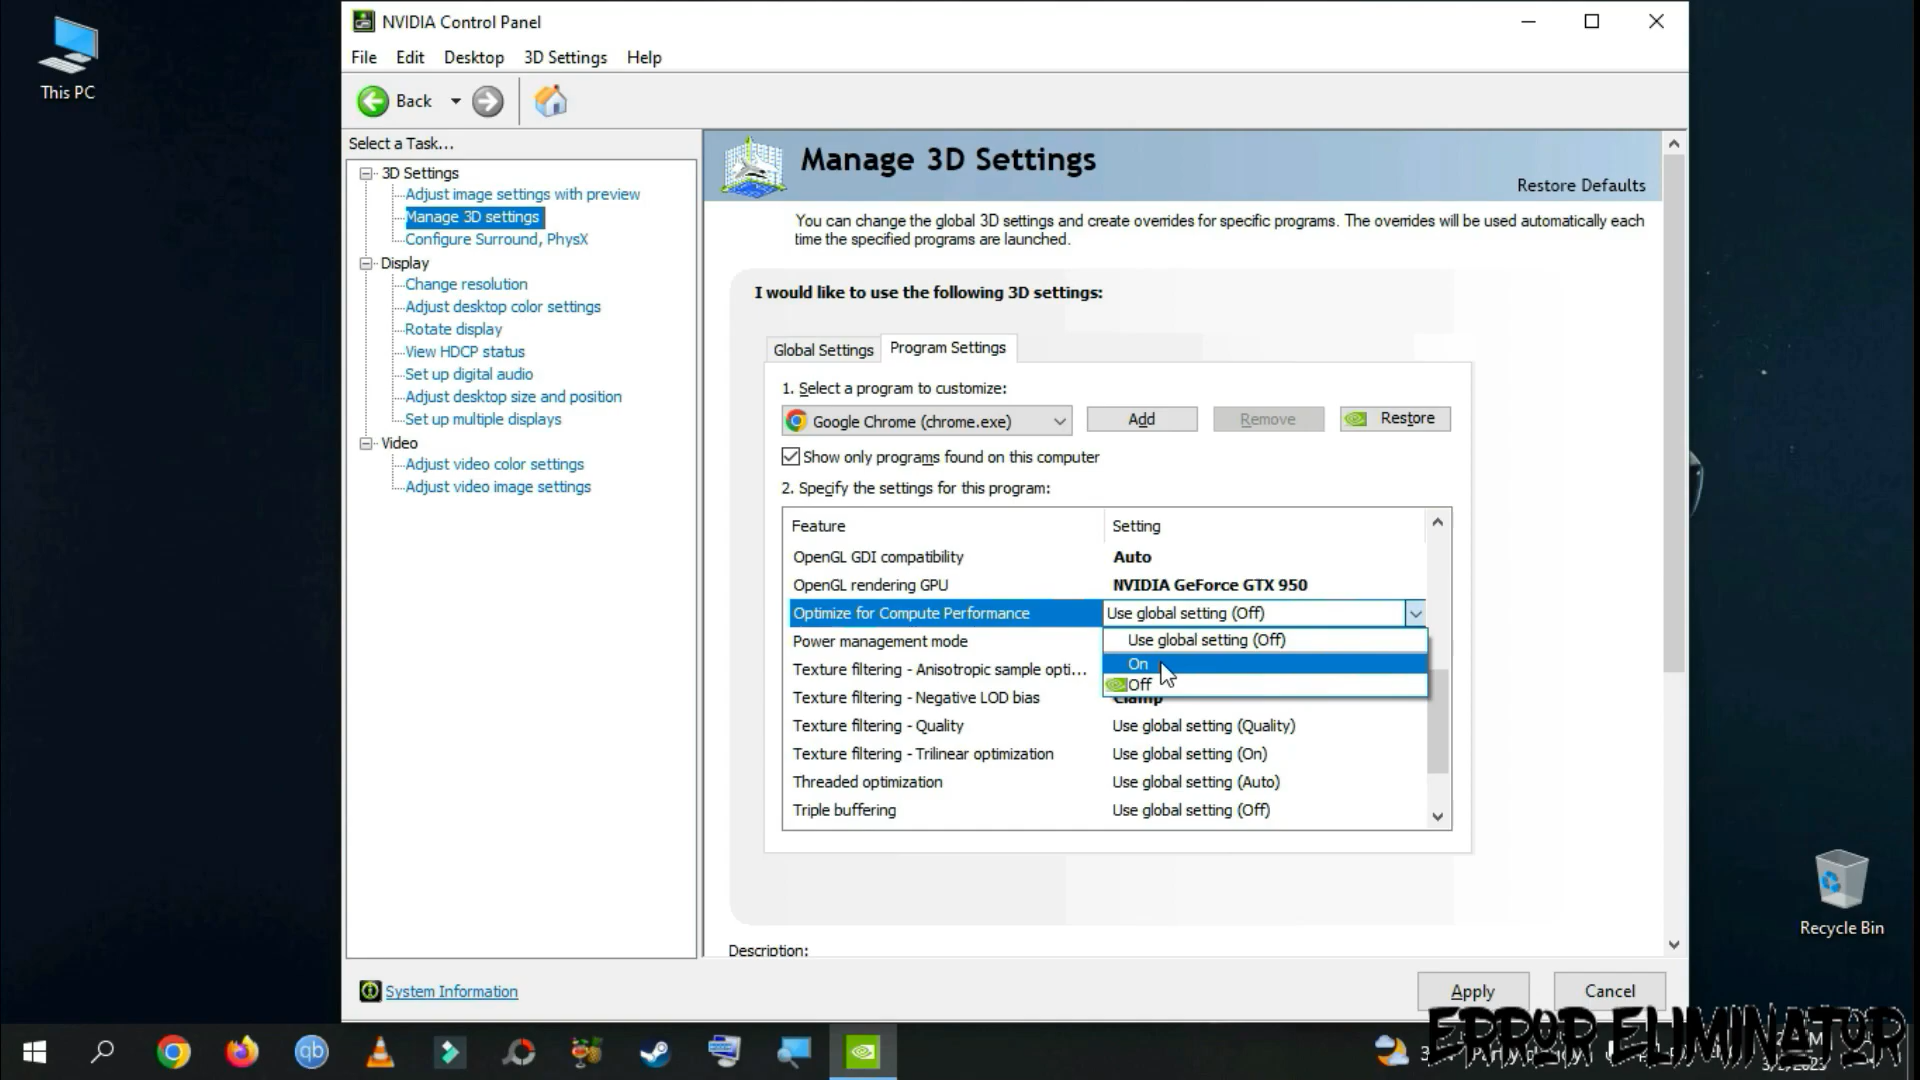 This PC
NVIDIA Control Panel
File Edit Desktop 3D Settings Help
Back
Select a Task...
3D Settings
Adjust image settings with preview
Manage 3D settings
Configure Surround, PhysX
Display
Change resolution
Adjust desktop color settings
Rotate display
View HDCP status
Set up digital audio
Adjust desktop size and position
Set up multiple displays
Video
Adjust video color settings
Adjust video image settings
System Information
Manage 3D Settings
Restore Defaults
You can change the global 3D settings and create overrides for specific programs. The overrides will be used automatically each
time the specified programs are launched.
I would like to use the following 3D settings:
Global Settings Program Settings
1. Select a program to customize:
Google Chrome (chrome.exe) Add Remove Restore
Show only programs found on this computer
2. Specify the settings for this program:
Feature Setting
OpenGL GDI compatibility Auto
OpenGL rendering GPU NVIDIA GeForce GTX 950
Optimize for Compute Performance Use global setting (Off)
Use global setting (Off)
Power management mode
On
Texture filtering - Anisotropic sample opti...
Off
Texture filtering - Negative LOD bias Clamp
Texture filtering - Quality Use global setting (Quality)
Texture filtering - Trilinear optimization Use global setting (On)
Threaded optimization Use global setting (Auto)
Triple buffering Use global setting (Off)
Description:
Apply Cancel
Recycle Bin
qb
ERROR ELIMINATOR